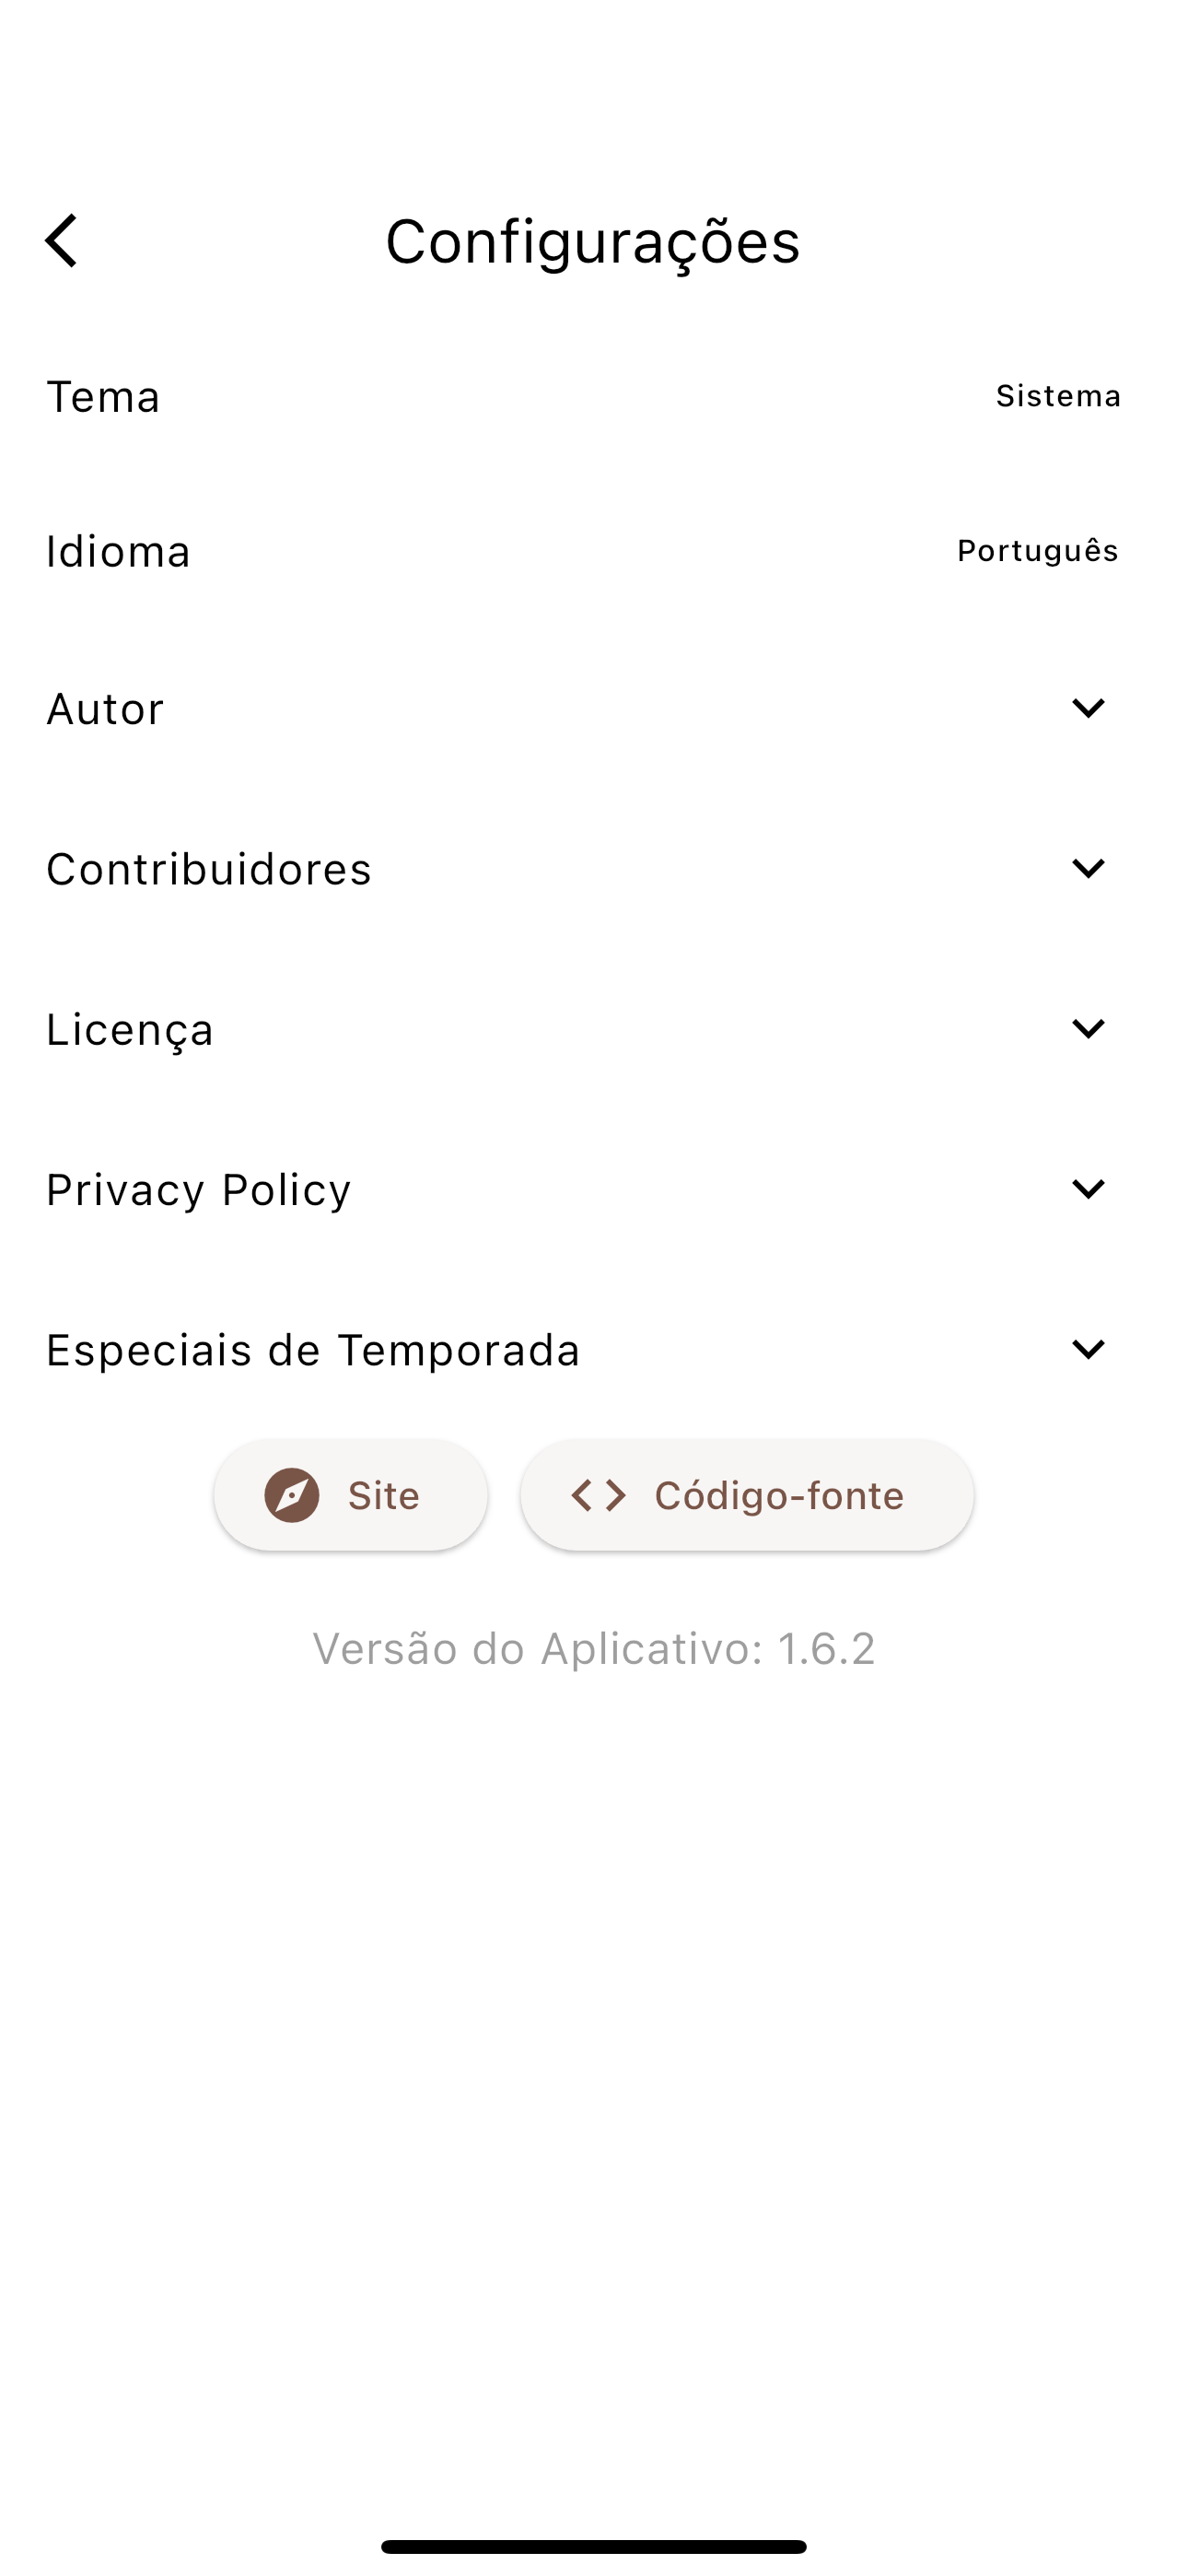 Configurações
Tema Sistema
Idioma Português
Autor
Contribuidores
Licença
Privacy Policy
Especiais de Temporada
Site Código-fonte
Versão do Aplicativo: 1.6.2